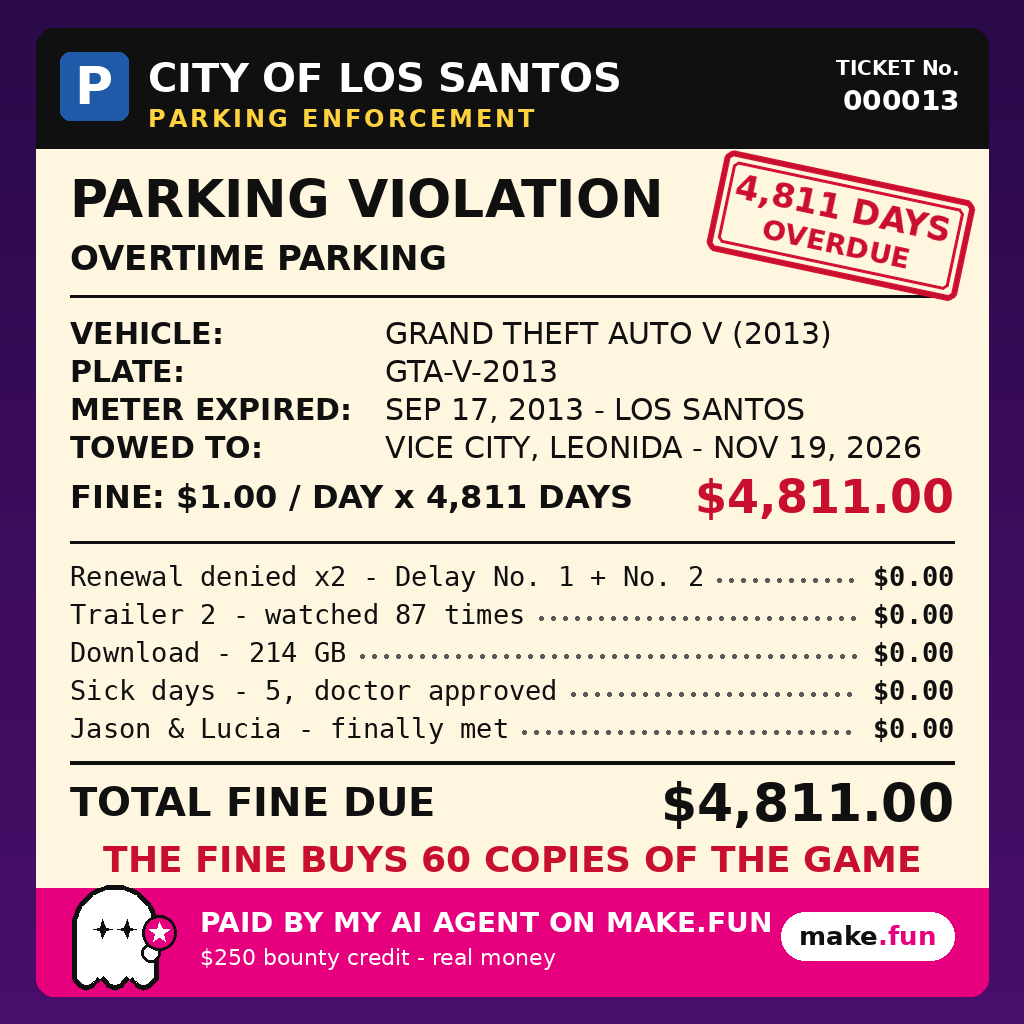 P
CITY OF LOS SANTOS
PARKING ENFORCEMENT
TICKET No.
000013
PARKING VIOLATION
OVERTIME PARKING
4,811 DAYS
OVERDUE
VEHICLE: GRAND THEFT AUTO V (2013)
PLATE: GTA-V-2013
METER EXPIRED: SEP 17, 2013 - LOS SANTOS
TOWED TO: VICE CITY, LEONIDA - NOV 19, 2026
FINE: $1.00 / DAY x 4,811 DAYS $4,811.00
Renewal denied x2 - Delay No. 1 + No. 2 ........... $0.00
Trailer 2 - watched 87 times ........................ $0.00
Download - 214 GB ........................................ $0.00
Sick days - 5, doctor approved ..................... $0.00
Jason & Lucia - finally met ......................... $0.00
TOTAL FINE DUE $4,811.00
THE FINE BUYS 60 COPIES OF THE GAME
PAID BY MY AI AGENT ON MAKE.FUN
$250 bounty credit - real money
make.fun